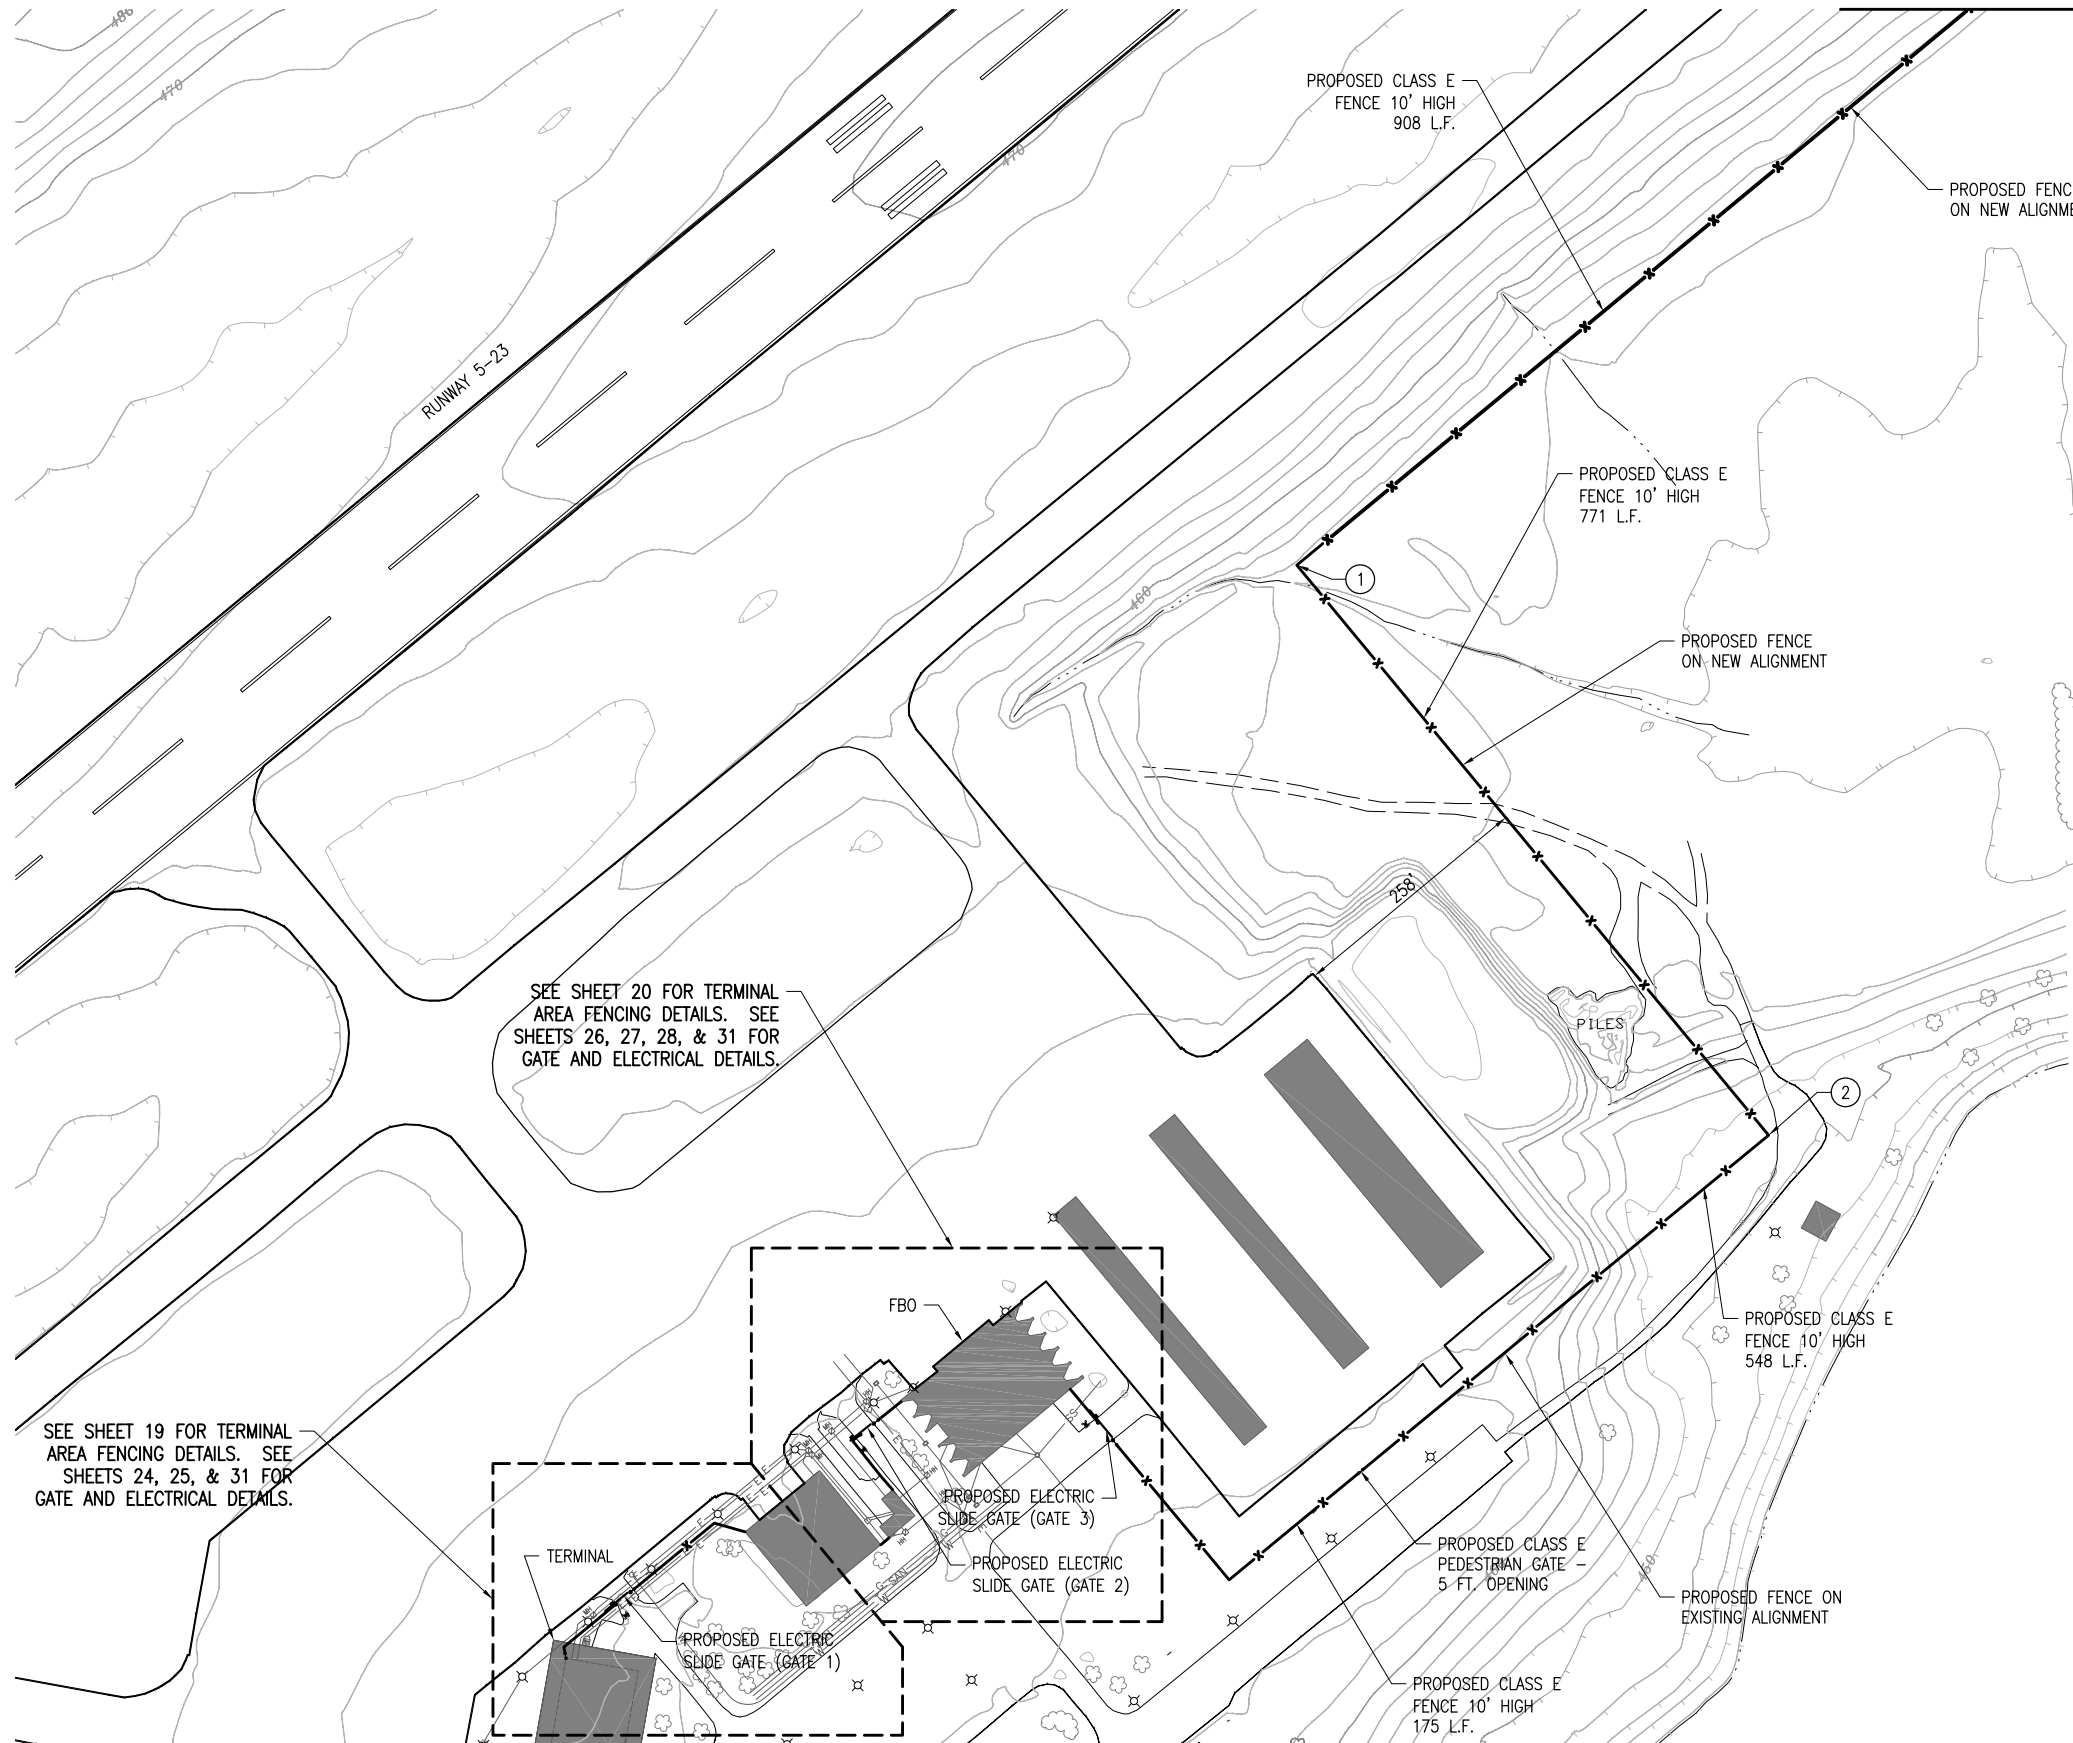 480
470
470
PROPOSED CLASS E
FENCE 10' HIGH
908 L.F.
PROPOSED FENC
ON NEW ALIGNME
RUNWAY 5-23
PROPOSED CLASS E
FENCE 10' HIGH
771 L.F.
1
460
PROPOSED FENCE
ON NEW ALIGNMENT
258'
SEE SHEET 20 FOR TERMINAL
AREA FENCING DETAILS. SEE
SHEETS 26, 27, 28, & 31 FOR
GATE AND ELECTRICAL DETAILS.
PILES
2
FBO
PROPOSED CLASS E
FENCE 10' HIGH
548 L.F.
SEE SHEET 19 FOR TERMINAL
AREA FENCING DETAILS. SEE
SHEETS 24, 25, & 31 FOR
GATE AND ELECTRICAL DETAILS.
PROPOSED ELECTRIC
SLIDE GATE (GATE 3)
PROPOSED ELECTRIC
SLIDE GATE (GATE 2)
TERMINAL
PROPOSED CLASS E
PEDESTRIAN GATE –
5 FT. OPENING
PROPOSED FENCE ON
EXISTING ALIGNMENT
PROPOSED ELECTRIC
SLIDE GATE (GATE 1)
PROPOSED CLASS E
FENCE 10' HIGH
175 L.F.